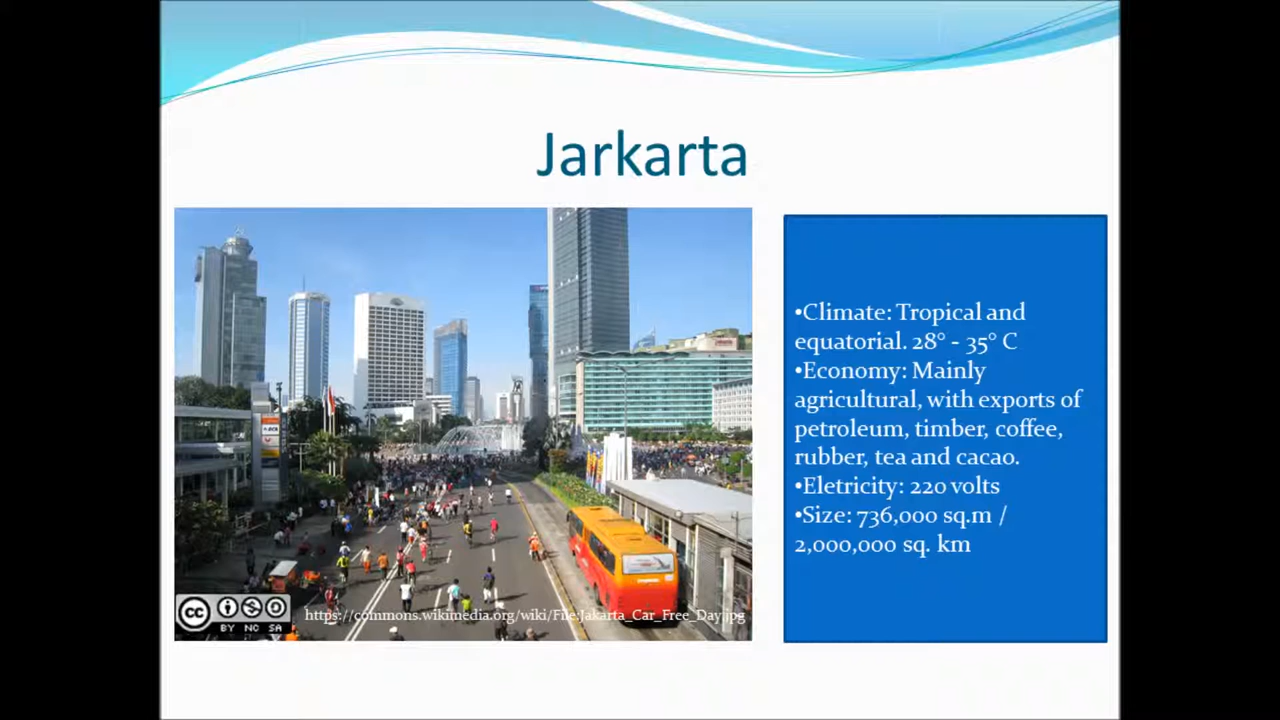 Jarkarta
•Climate: Tropical and
equatorial. 28° - 35° C
•Economy: Mainly
agricultural, with exports of
petroleum, timber, coffee,
rubber, tea and cacao.
•Eletricity: 220 volts
•Size: 736,000 sq.m /
2,000,000 sq. km
cc
BY NC SA
https://commons.wikimedia.org/wiki/File:Jakarta_Car_Free_Day.jpg